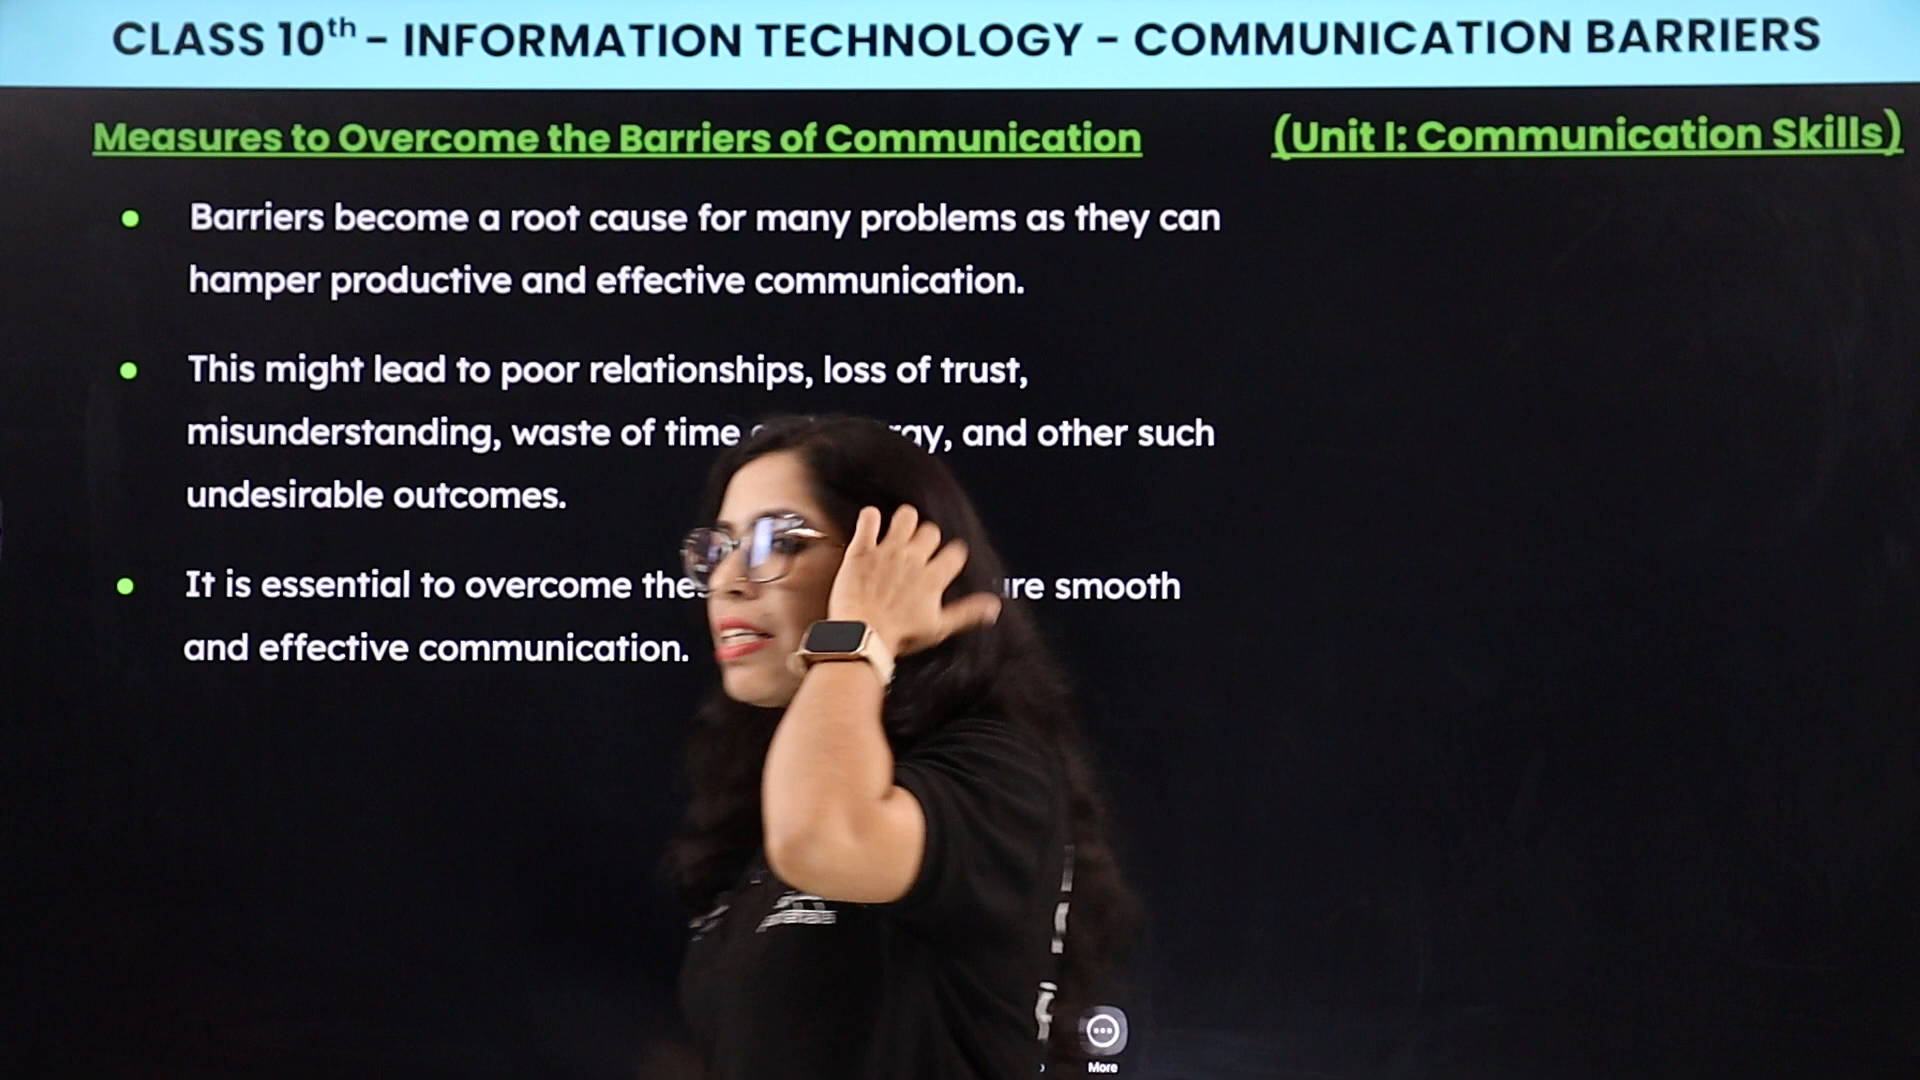 CLASS 10th - INFORMATION TECHNOLOGY - COMMUNICATION BARRIERS
Measures to Overcome the Barriers of Communication (Unit I: Communication Skills)
• Barriers become a root cause for many problems as they can
hamper productive and effective communication.
• This might lead to poor relationships, loss of trust,
misunderstanding, waste of time and other such
undesirable outcomes.
• It is essential to overcome smooth
and effective communication.
More